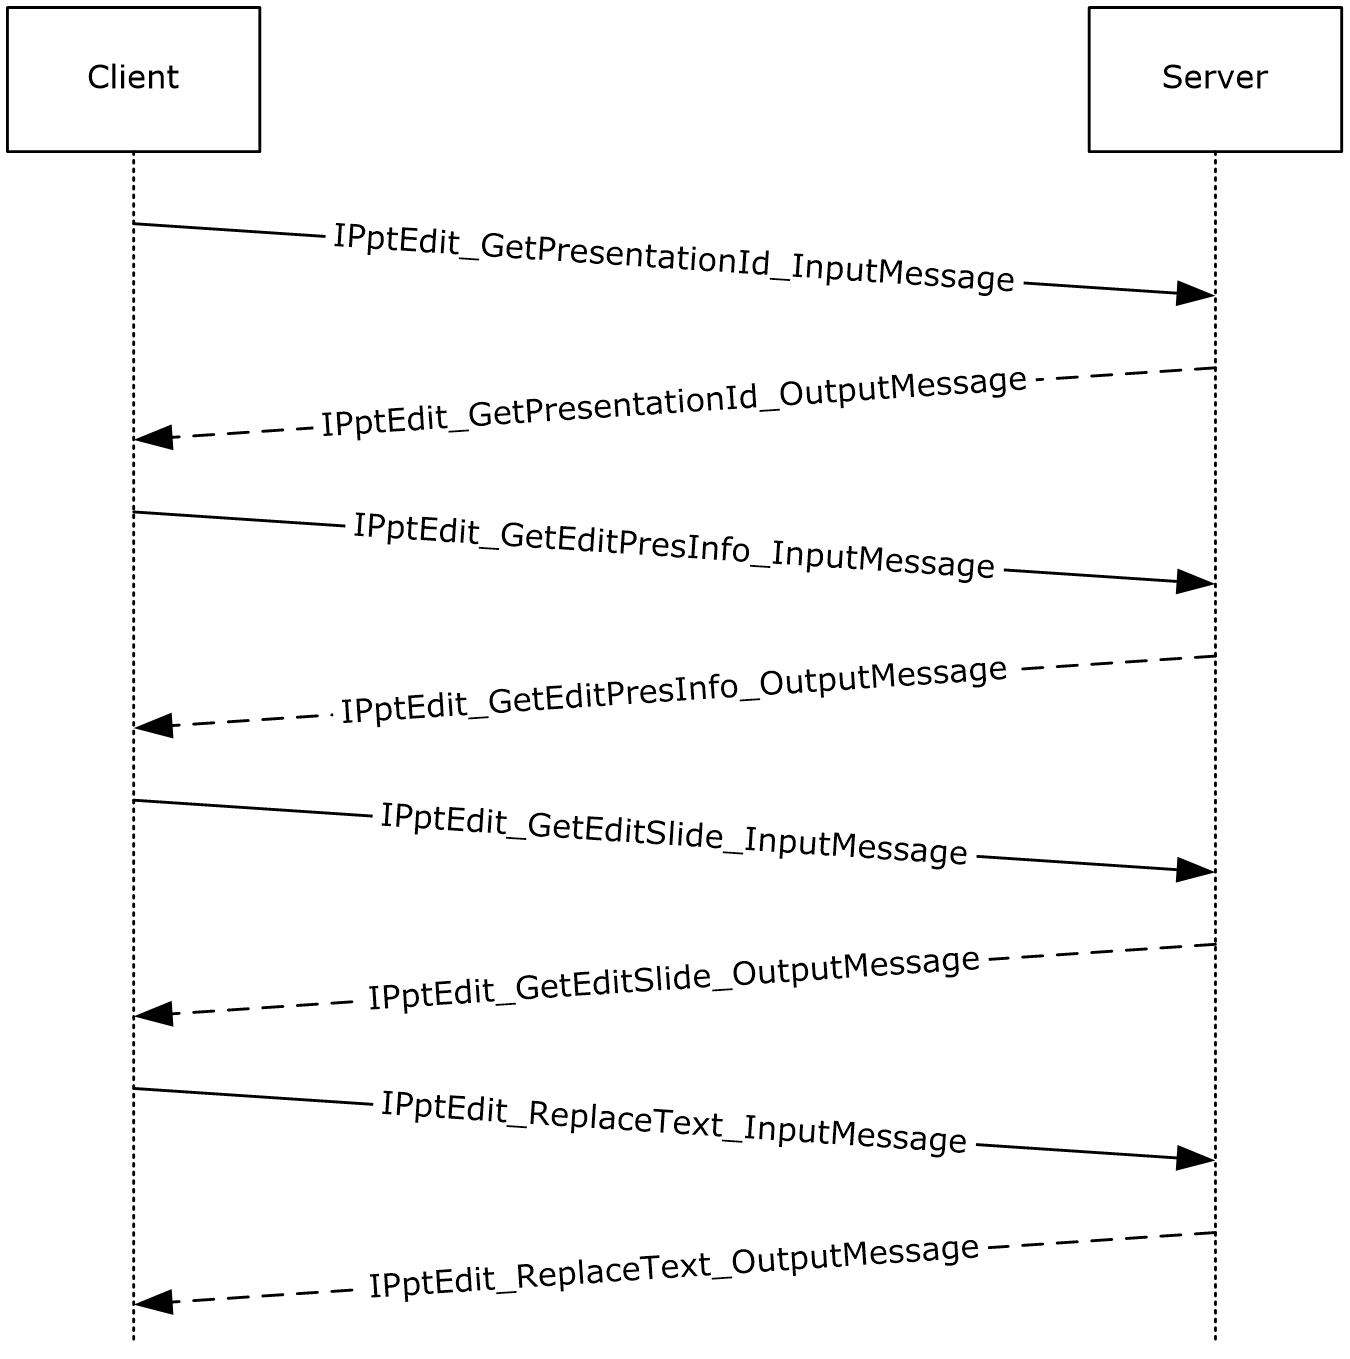 Client
Server
IPptEdit_GetPresentationId_InputMessage
IPptEdit_GetPresentationId_OutputMessage
IPptEdit_GetEditPresInfo_InputMessage
IPptEdit_GetEditPresInfo_OutputMessage
IPptEdit_GetEditSlide_InputMessage
IPptEdit_GetEditSlide_OutputMessage
IPptEdit_ReplaceText_InputMessage
IPptEdit_ReplaceText_OutputMessage